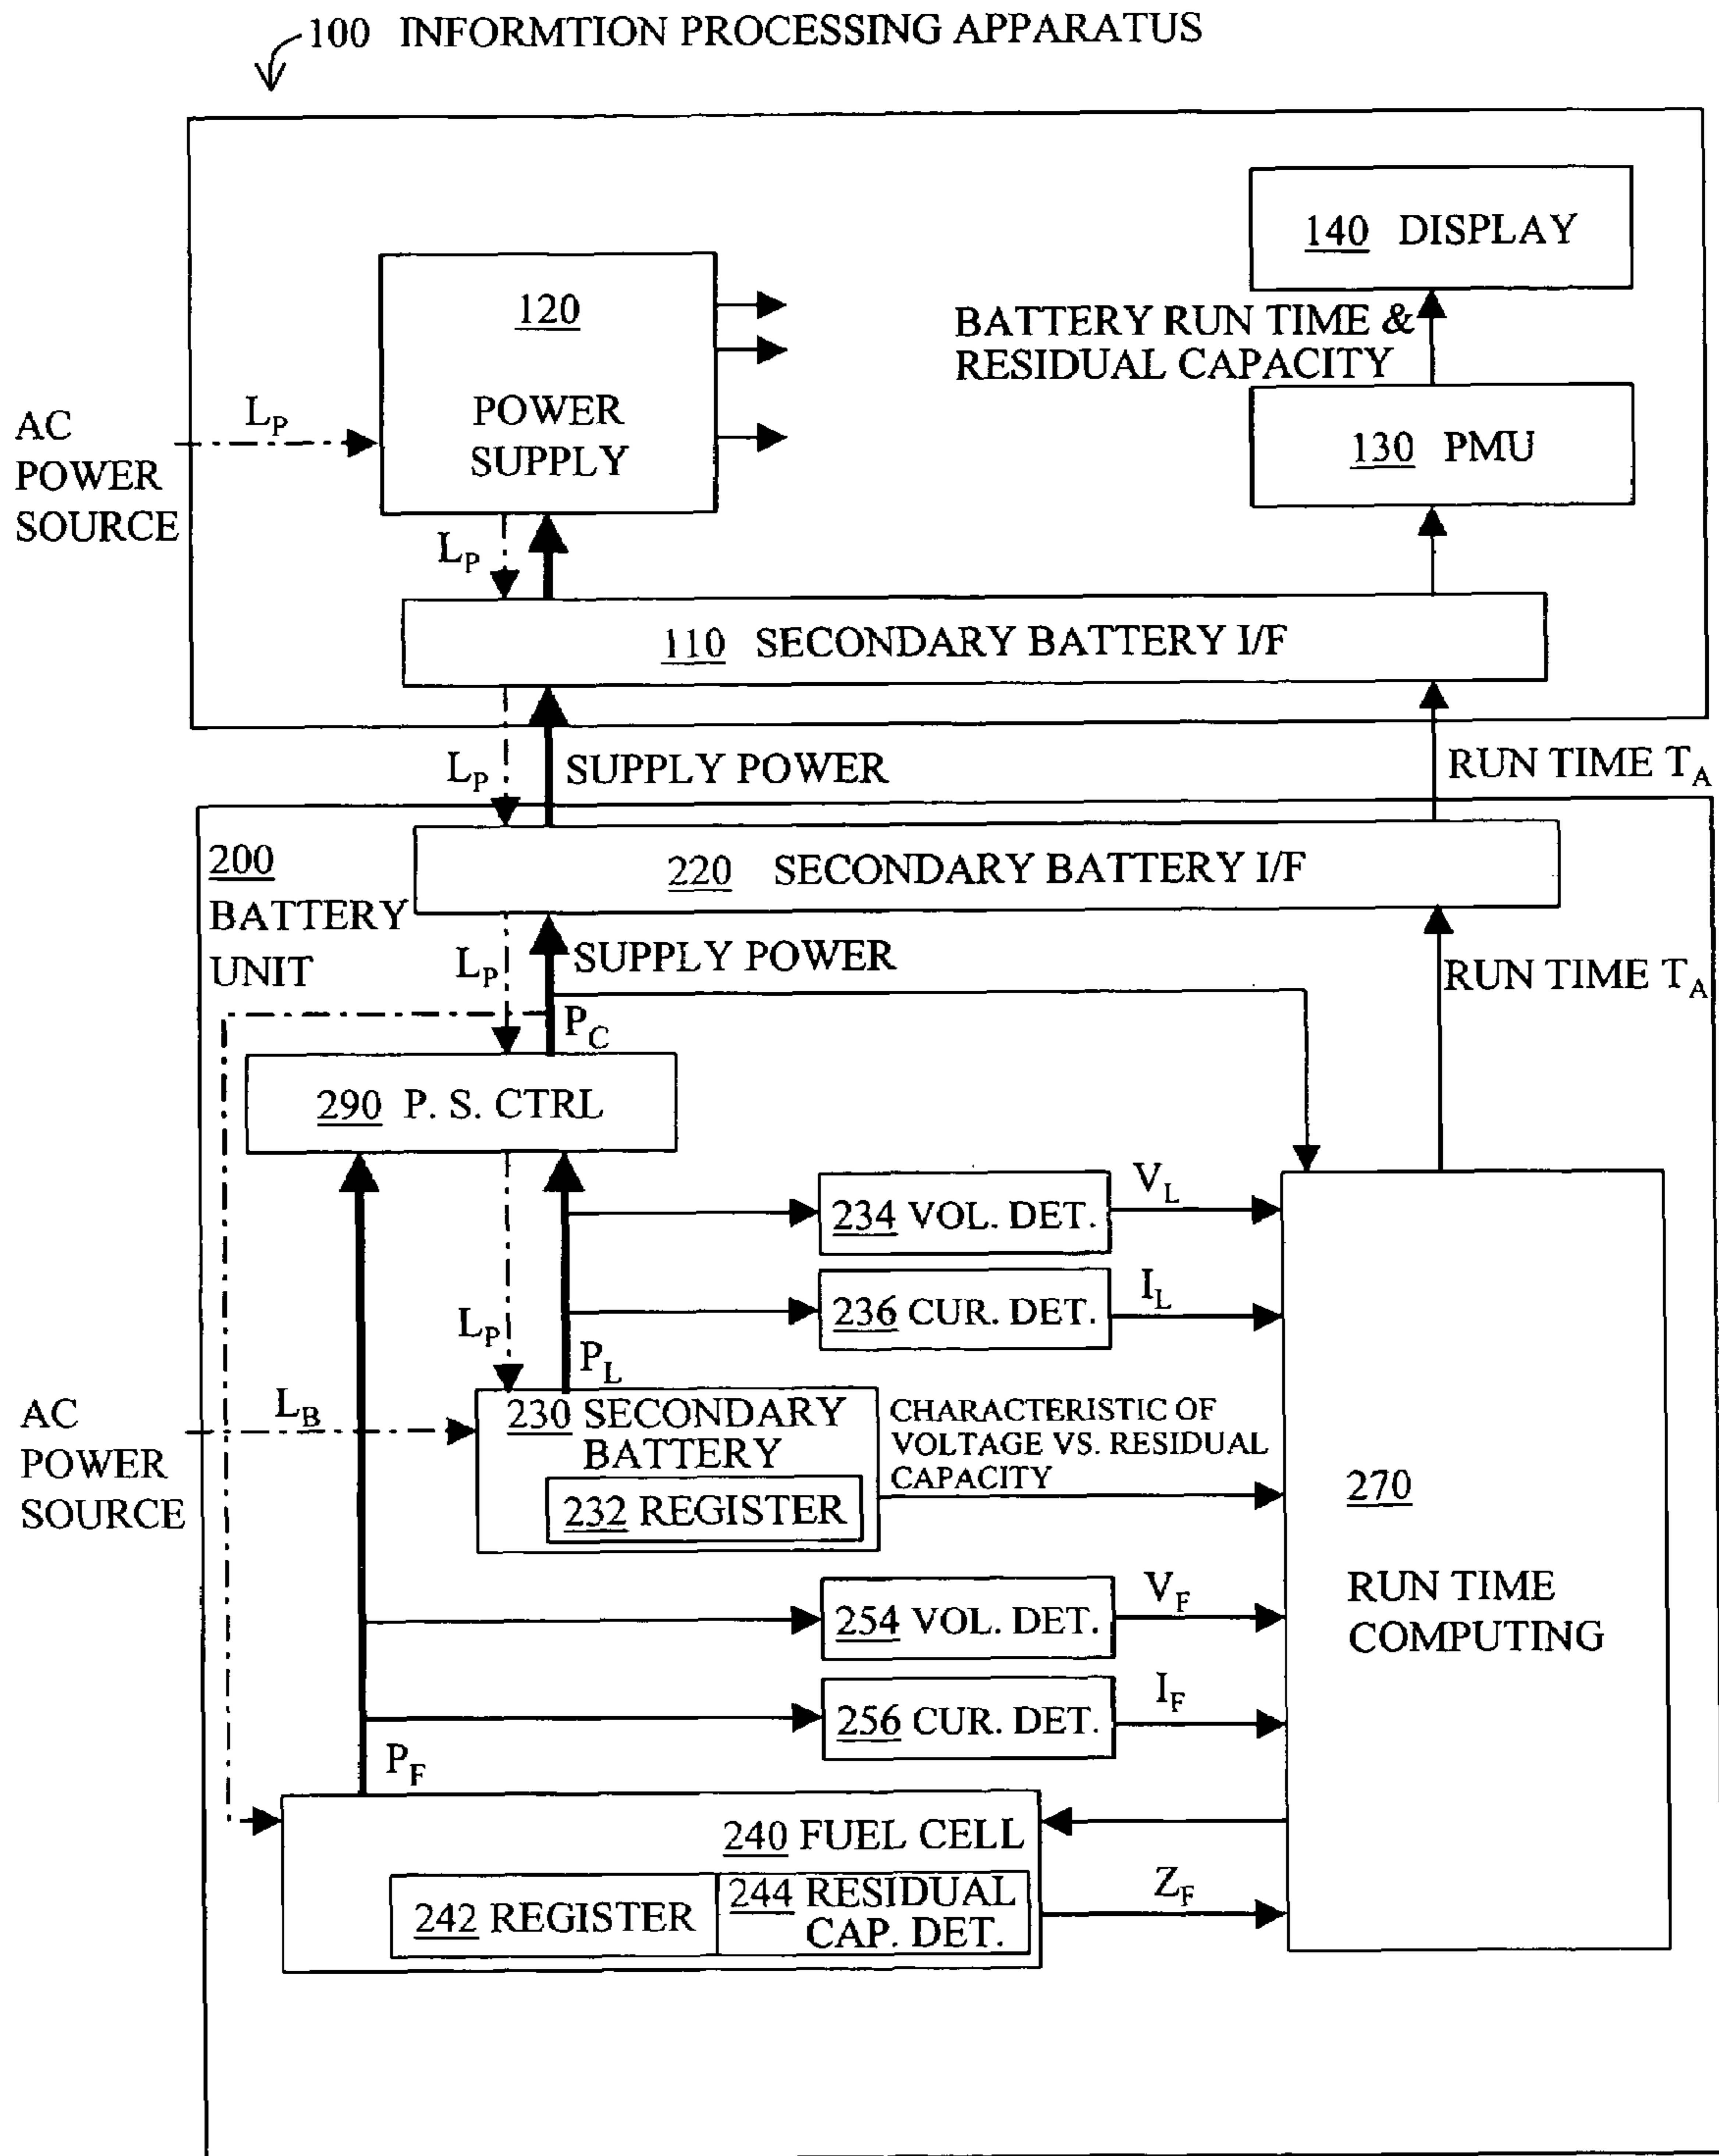 100 INFORMTION PROCESSING APPARATUS
140 DISPLAY
120
POWER
SUPPLY
BATTERY RUN TIME &
RESIDUAL CAPACITY
130 PMU
AC
POWER
SOURCE
LP
LP
110 SECONDARY BATTERY I/F
LP
SUPPLY POWER
RUN TIME TA
200
BATTERY
UNIT
220 SECONDARY BATTERY I/F
LP
SUPPLY POWER
RUN TIME TA
PC
290 P. S. CTRL
234 VOL. DET.
VL
236 CUR. DET.
IL
LP
PL
AC
POWER
SOURCE
LB
230 SECONDARY
BATTERY
232 REGISTER
CHARACTERISTIC OF
VOLTAGE VS. RESIDUAL
CAPACITY
270
RUN TIME
COMPUTING
254 VOL. DET.
VF
256 CUR. DET.
IF
PF
240 FUEL CELL
242 REGISTER
244 RESIDUAL
CAP. DET.
ZF